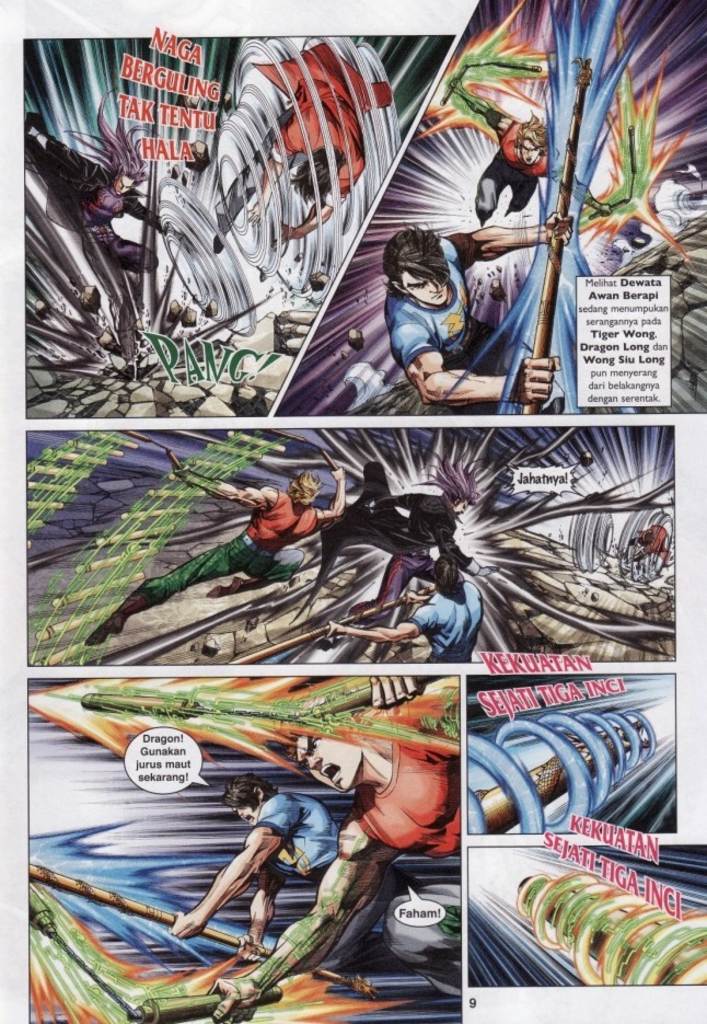 NAGA
BERGULING
TAK TENTU
HALA
PANG!
Melihat Dewata
Awan Berapi
sedang menumpukan
serangannya pada
Tiger Wong,
Dragon Long dan
Wong Siu Long
pun menyerang
dari belakangnya
dengan serentak.
Jahatnya!
KEKUATAN
SEJATI TIGA INCI
Dragon!
Gunakan
jurus maut
sekarang!
Faham!
KEKUATAN
SEJATI TIGA INCI
9